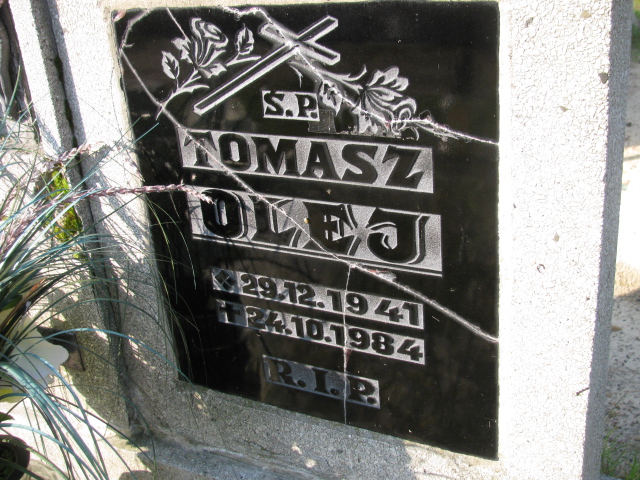 Ś.P.
TOMASZ
OLEJ
29.12.1941
24.10.1984
R.I.P.